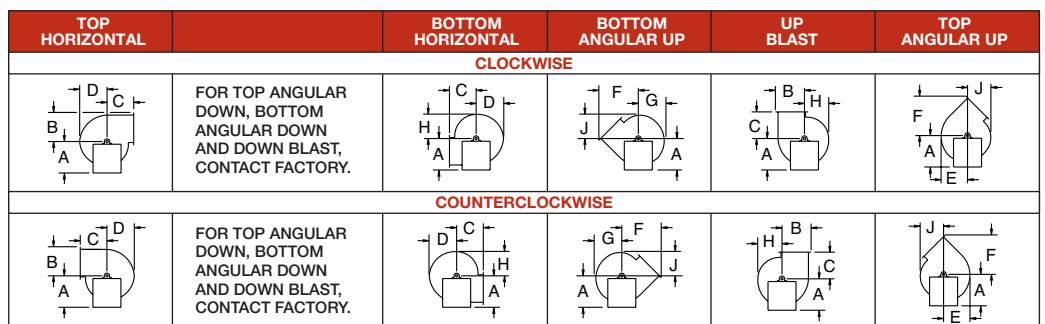 TOP
HORIZONTAL
BOTTOM
HORIZONTAL
BOTTOM
ANGULAR UP
UP
BLAST
TOP
ANGULAR UP
CLOCKWISE
D
C
B
A
FOR TOP ANGULAR
DOWN, BOTTOM
ANGULAR DOWN
AND DOWN BLAST,
CONTACT FACTORY.
C
D
H
A
F
G
J
A
B
H
C
A
J
F
A
E
COUNTERCLOCKWISE
D
C
B
A
FOR TOP ANGULAR
DOWN, BOTTOM
ANGULAR DOWN
AND DOWN BLAST,
CONTACT FACTORY.
C
D
H
A
F
G
J
A
B
H
C
A
J
F
A
E